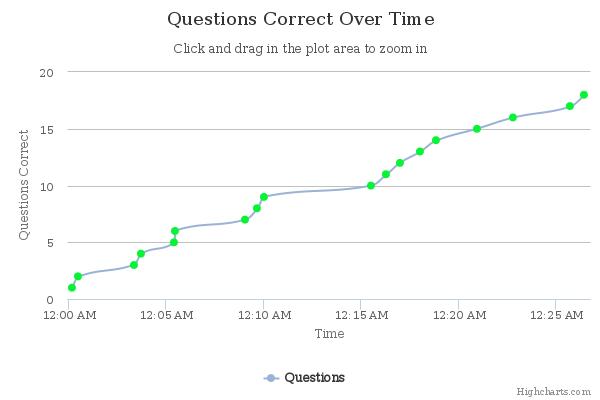 Questions Correct Over Time
Click and drag in the plot area to zoom in
Questions Correct
20
15
10
5
0
12:00 AM 12:05 AM 12:10 AM 12:15 AM 12:20 AM 12:25 AM
Time
Questions
Highcharts.com